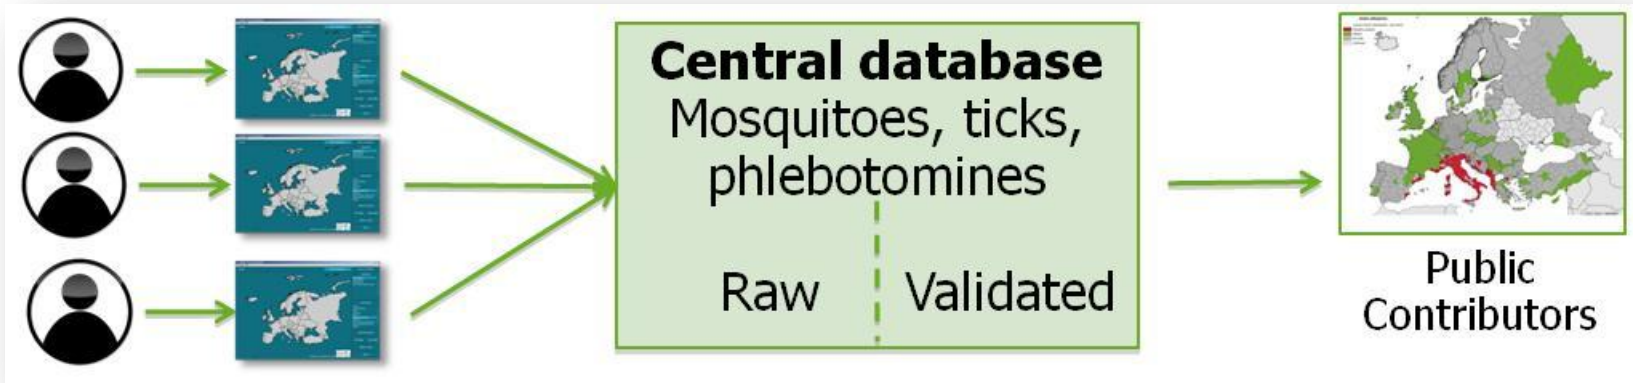 Central database
Mosquitoes, ticks,
phlebotomines
Raw
Validated
Public
Contributors